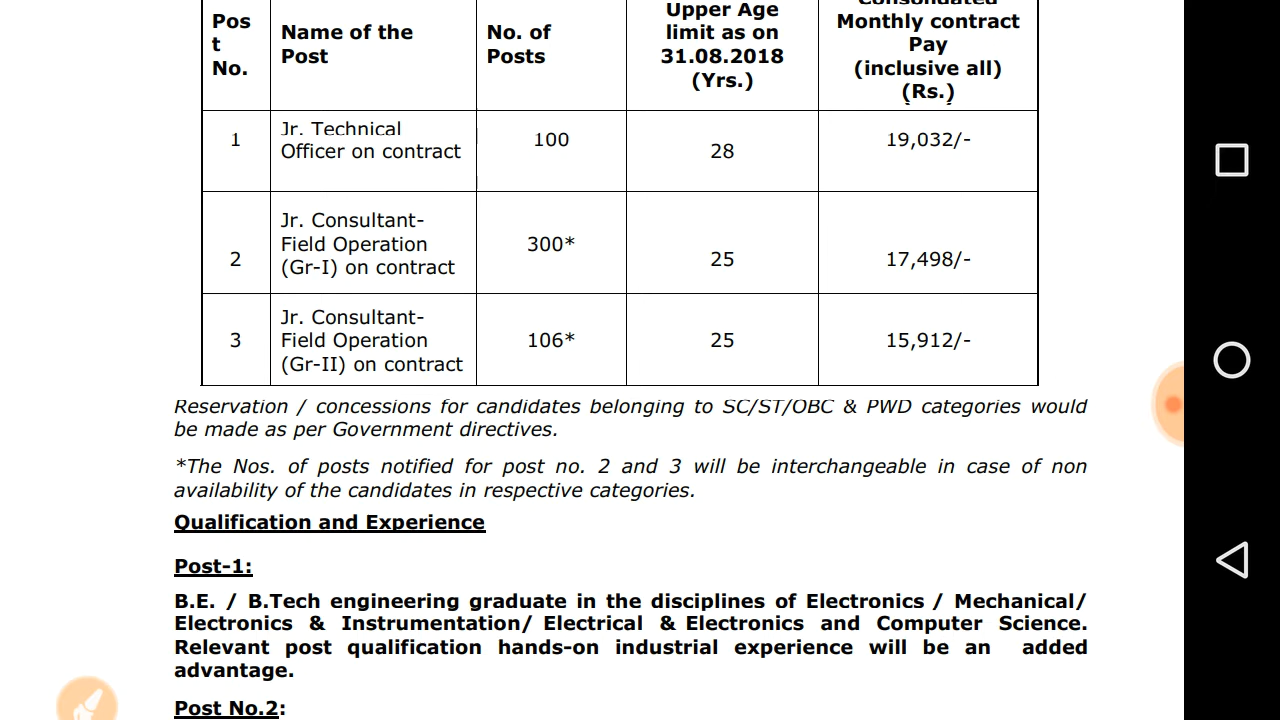 Pos
t
No.
Name of the
Post
No. of
Posts
Upper Age
limit as on
31.08.2018
(Yrs.)
Consolidated
Monthly contract
Pay
(inclusive all)
(Rs.)
1
Jr. Technical
Officer on contract
100
28
19,032/-
2
Jr. Consultant-
Field Operation
(Gr-I) on contract
300*
25
17,498/-
3
Jr. Consultant-
Field Operation
(Gr-II) on contract
106*
25
15,912/-
Reservation / concessions for candidates belonging to SC/ST/OBC & PWD categories would
be made as per Government directives.
*The Nos. of posts notified for post no. 2 and 3 will be interchangeable in case of non
availability of the candidates in respective categories.
Qualification and Experience
Post-1:
B.E. / B.Tech engineering graduate in the disciplines of Electronics / Mechanical/
Electronics & Instrumentation/ Electrical & Electronics and Computer Science.
Relevant post qualification hands-on industrial experience will be an added
advantage.
Post No.2: